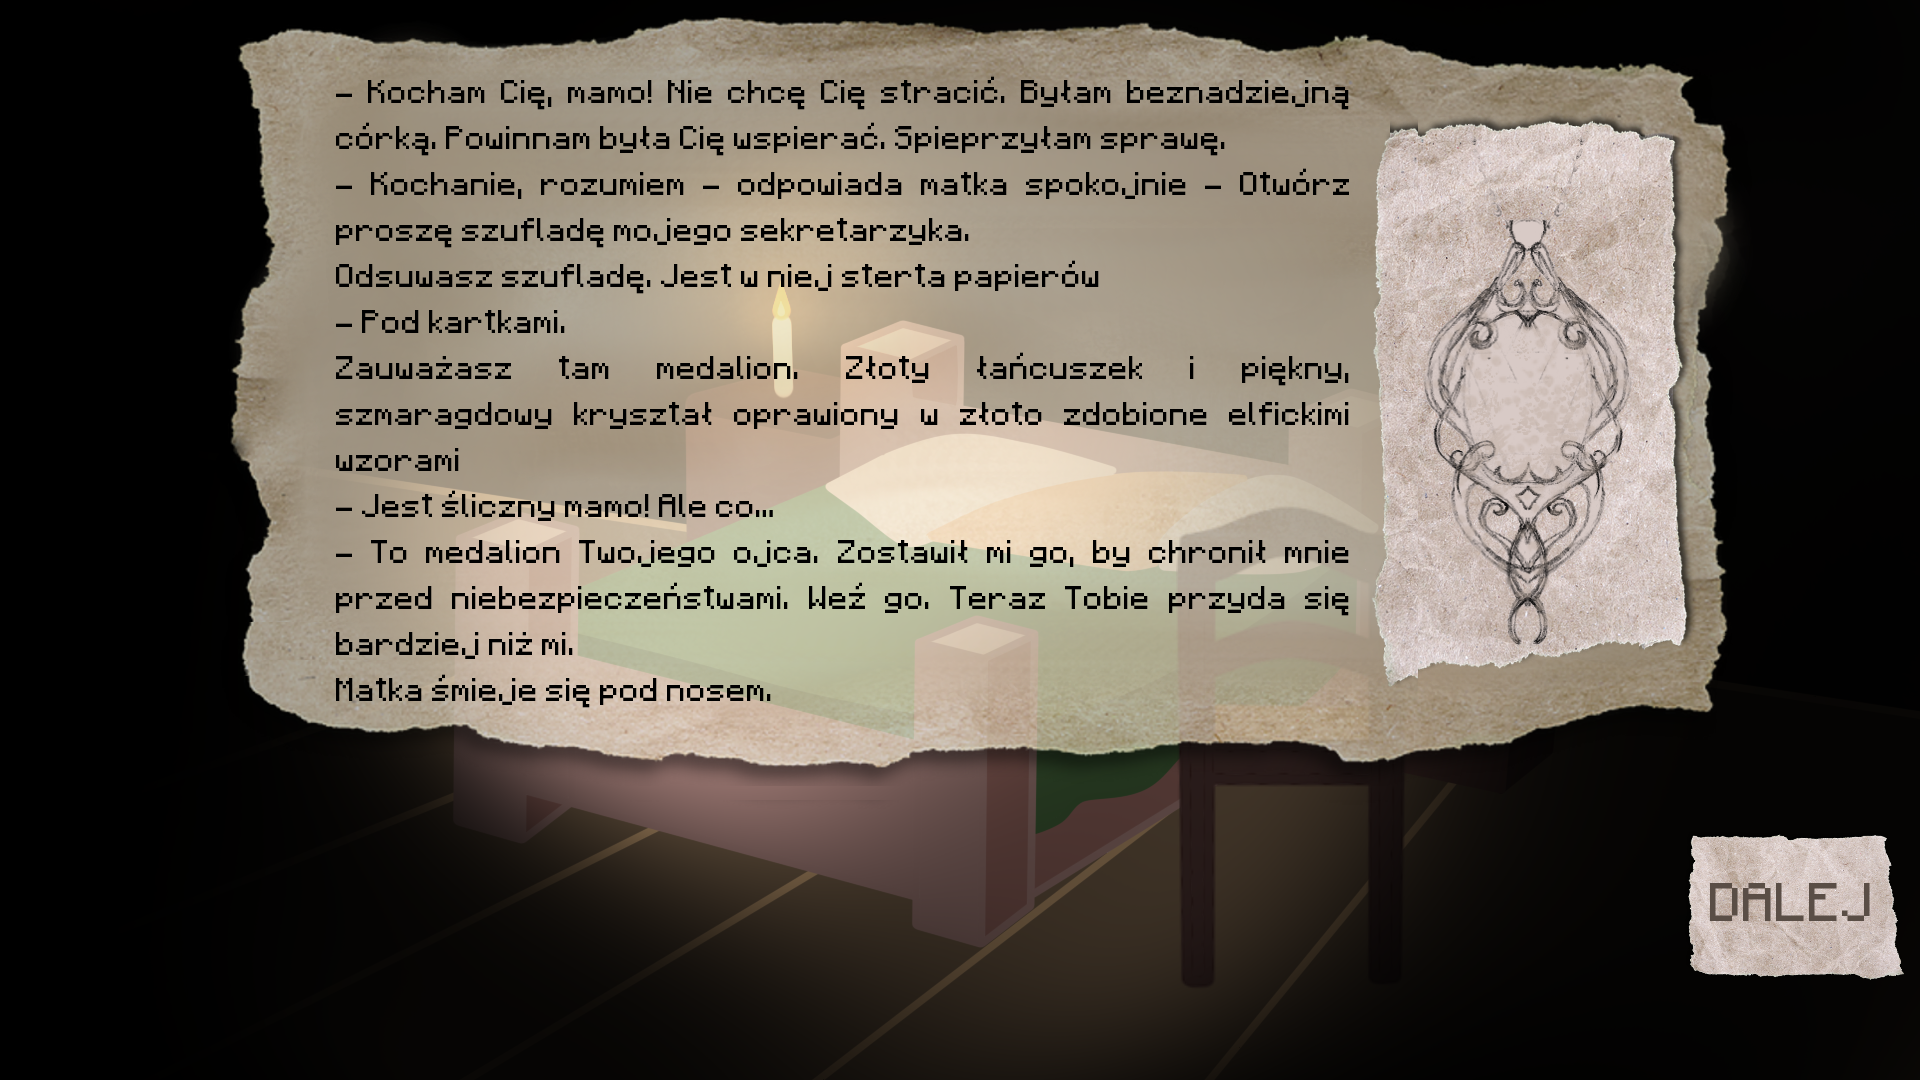 – Kocham Cię, mamo! Nie chcę Cię stracić. Byłam beznadziejną
córką. Powinnam była Cię wspierać. Spieprzyłam sprawę.
– Kochanie, rozumiem – odpowiada matka spokojnie – Otwórz
proszę szufladę mojego sekretarzyka.
Odsuwasz szufladę. Jest w niej sterta papierów
– Pod kartkami.
Zauważasz tam medalion. Złoty łańcuszek i piękny,
szmaragdowy kryształ oprawiony w złoto zdobione elfickimi
wzorami
– Jest śliczny mamo! Ale co...
– To medalion Twojego ojca. Zostawił mi go, by chronił mnie
przed niebezpieczeństwami. Weź go. Teraz Tobie przyda się
bardziej niż mi.
Matka śmieje się pod nosem.
DALEJ